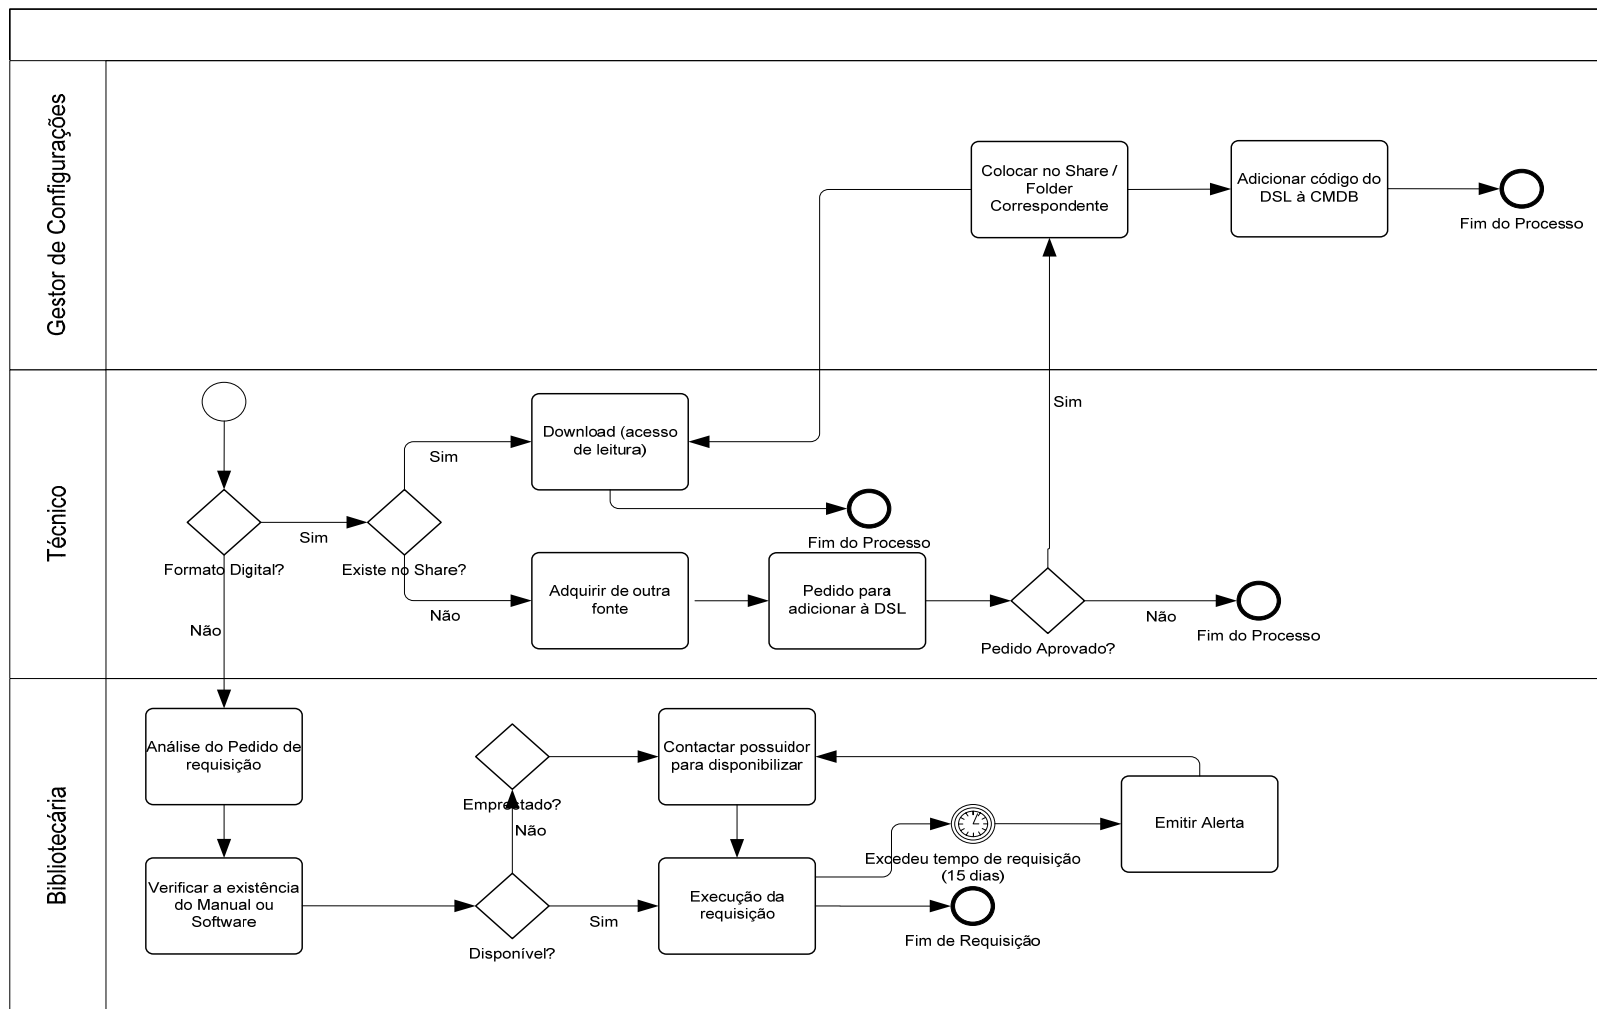 Gestor de Configurações
Colocar no Share /
Folder
Correspondente
Adicionar código do
DSL à CMDB
Fim do Processo
Técnico
Formato Digital?
Sim
Não
Existe no Share?
Sim
Não
Download (acesso
de leitura)
Fim do Processo
Adquirir de outra
fonte
Pedido para
adicionar à DSL
Pedido Aprovado?
Sim
Não
Fim do Processo
Bibliotecária
Análise do Pedido de
requisição
Verificar a existência
do Manual ou
Software
Disponível?
Não
Sim
Emprestado?
Contactar possuidor
para disponibilizar
Execução da
requisição
Excedeu tempo de requisição
(15 dias)
Emitir Alerta
Fim de Requisição